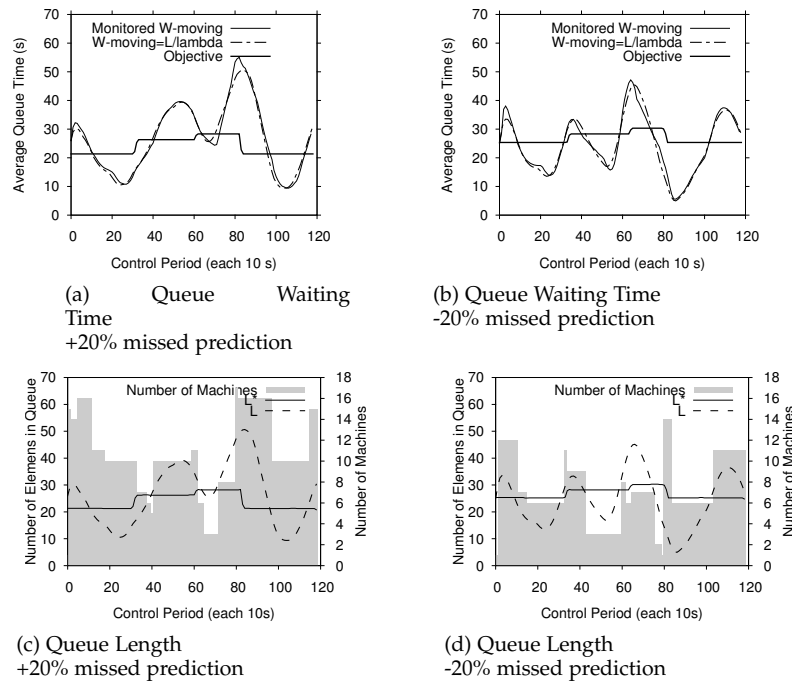 Monitored W-moving
W-moving=L/lambda
Objective
Average Queue Time (s)
70
60
50
40
30
20
10
0
0 20 40 60 80 100 120
Control Period (each 10 s)
(a) Queue Waiting
Time
+20% missed prediction
Monitored W-moving
W-moving=L/lambda
Objective
Average Queue Time (s)
70
60
50
40
30
20
10
0
0 20 40 60 80 100 120
Control Period (each 10 s)
(b) Queue Waiting Time
-20% missed prediction
Number of Machines
L*
L
Number of Elemens in Queue
70
60
50
40
30
20
10
0
18
16
14
12
10
8
6
4
2
0
Number of Machines
0 20 40 60 80 100 120
Control Period (each 10s)
(c) Queue Length
+20% missed prediction
Number of Machines
L*
L
Number of Elemens in Queue
70
60
50
40
30
20
10
0
18
16
14
12
10
8
6
4
2
0
Number of Machines
0 20 40 60 80 100 120
Control Period (each 10s)
(d) Queue Length
-20% missed prediction